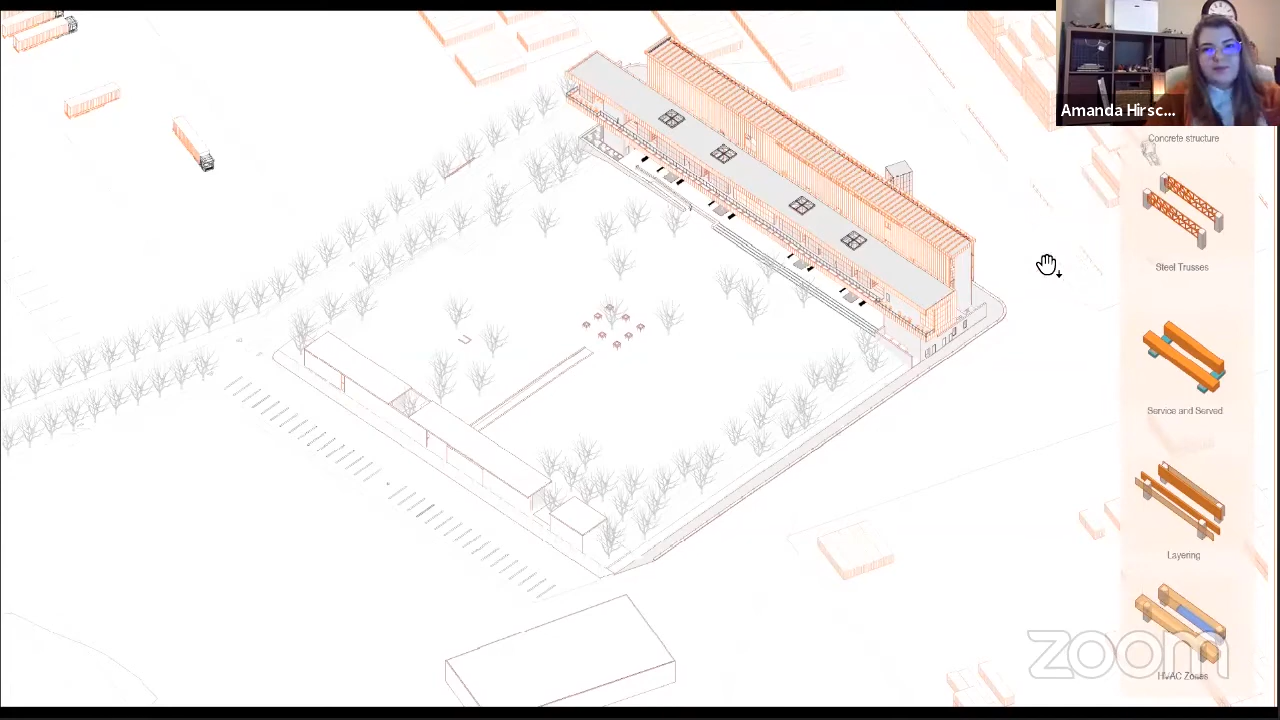 Amanda Hirsc...
Concrete structure
Steel Trusses
Service and Served
Layering
zoom
HVAC Zones